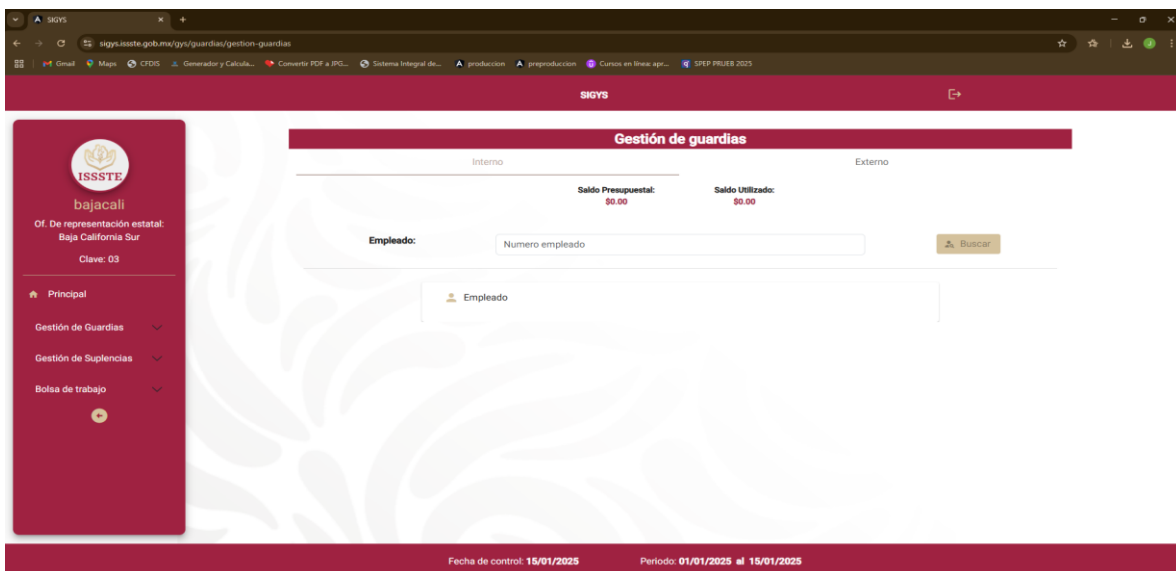 SIGYS
sigys.issste.gob.mx/gys/guardias/gestion-guardias
Gmail Maps CFDIS Generador y Calcula... Convertir PDF a JPG... Sistema Integral de... produccion preproduccion Cursos en línea: apr... SPEP PRUEB 2025
SIGYS
ISSSTE
bajacali
Of. De representación estatal:
Baja California Sur
Clave: 03
Principal
Gestión de Guardias
Gestión de Suplencias
Bolsa de trabajo
Gestión de guardias
Interno Externo
Saldo Presupuestal: Saldo Utilizado:
$0.00 $0.00
Empleado: Numero empleado Buscar
Empleado
Fecha de control: 15/01/2025 Periodo: 01/01/2025 al 15/01/2025